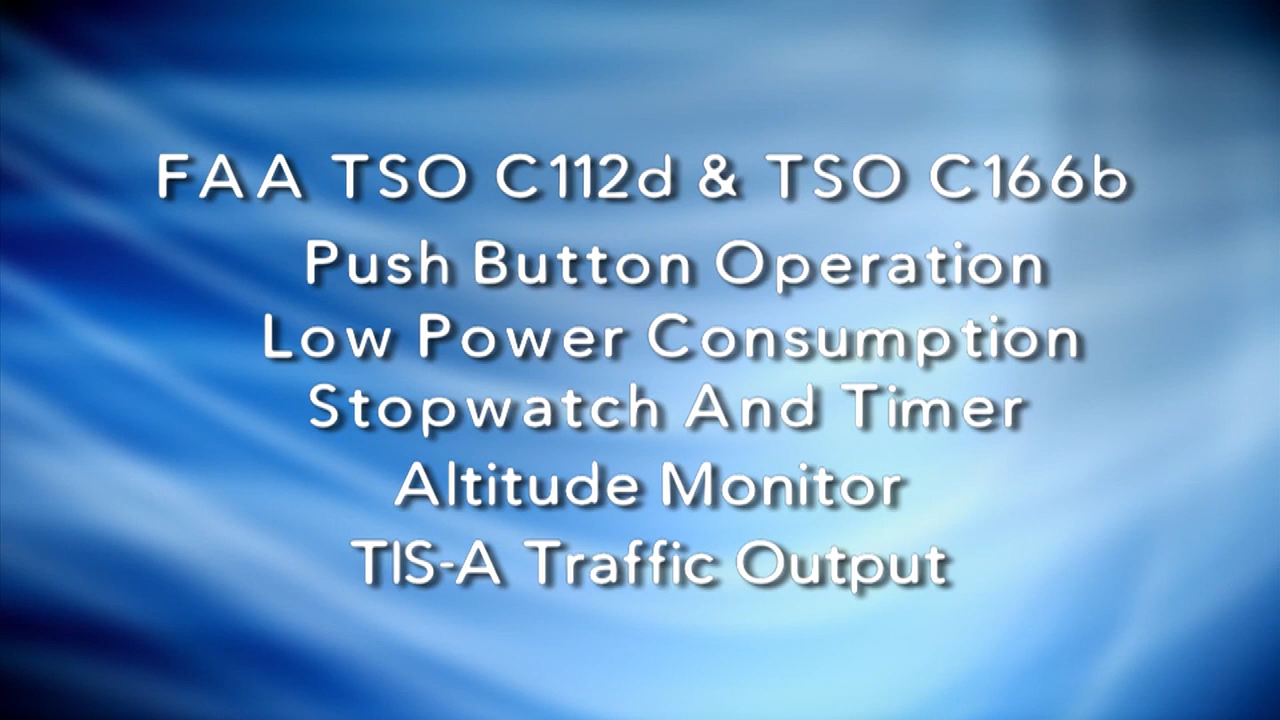 FAA TSO C112d & TSO C166b
Push Button Operation
Low Power Consumption
Stopwatch And Timer
Altitude Monitor
TIS-A Traffic Output